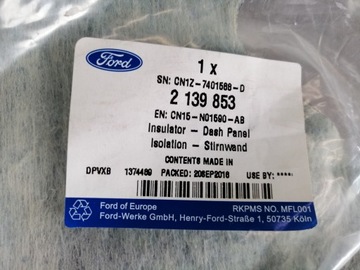 Ford
1 x
SN: CN1Z-7401588-D
2 139 853
EN: CN15-N01590-AB
Insulator - Dash Panel
Isolation - Stirnwand
CONTENTS MADE IN
DPVXB 1374469 PACKED: 20SEP2016 USE BY: ****
Ford of Europe RKPMS NO. MFL001
Ford-Werke GmbH, Henry-Ford-Straße 1, 50735 Köln